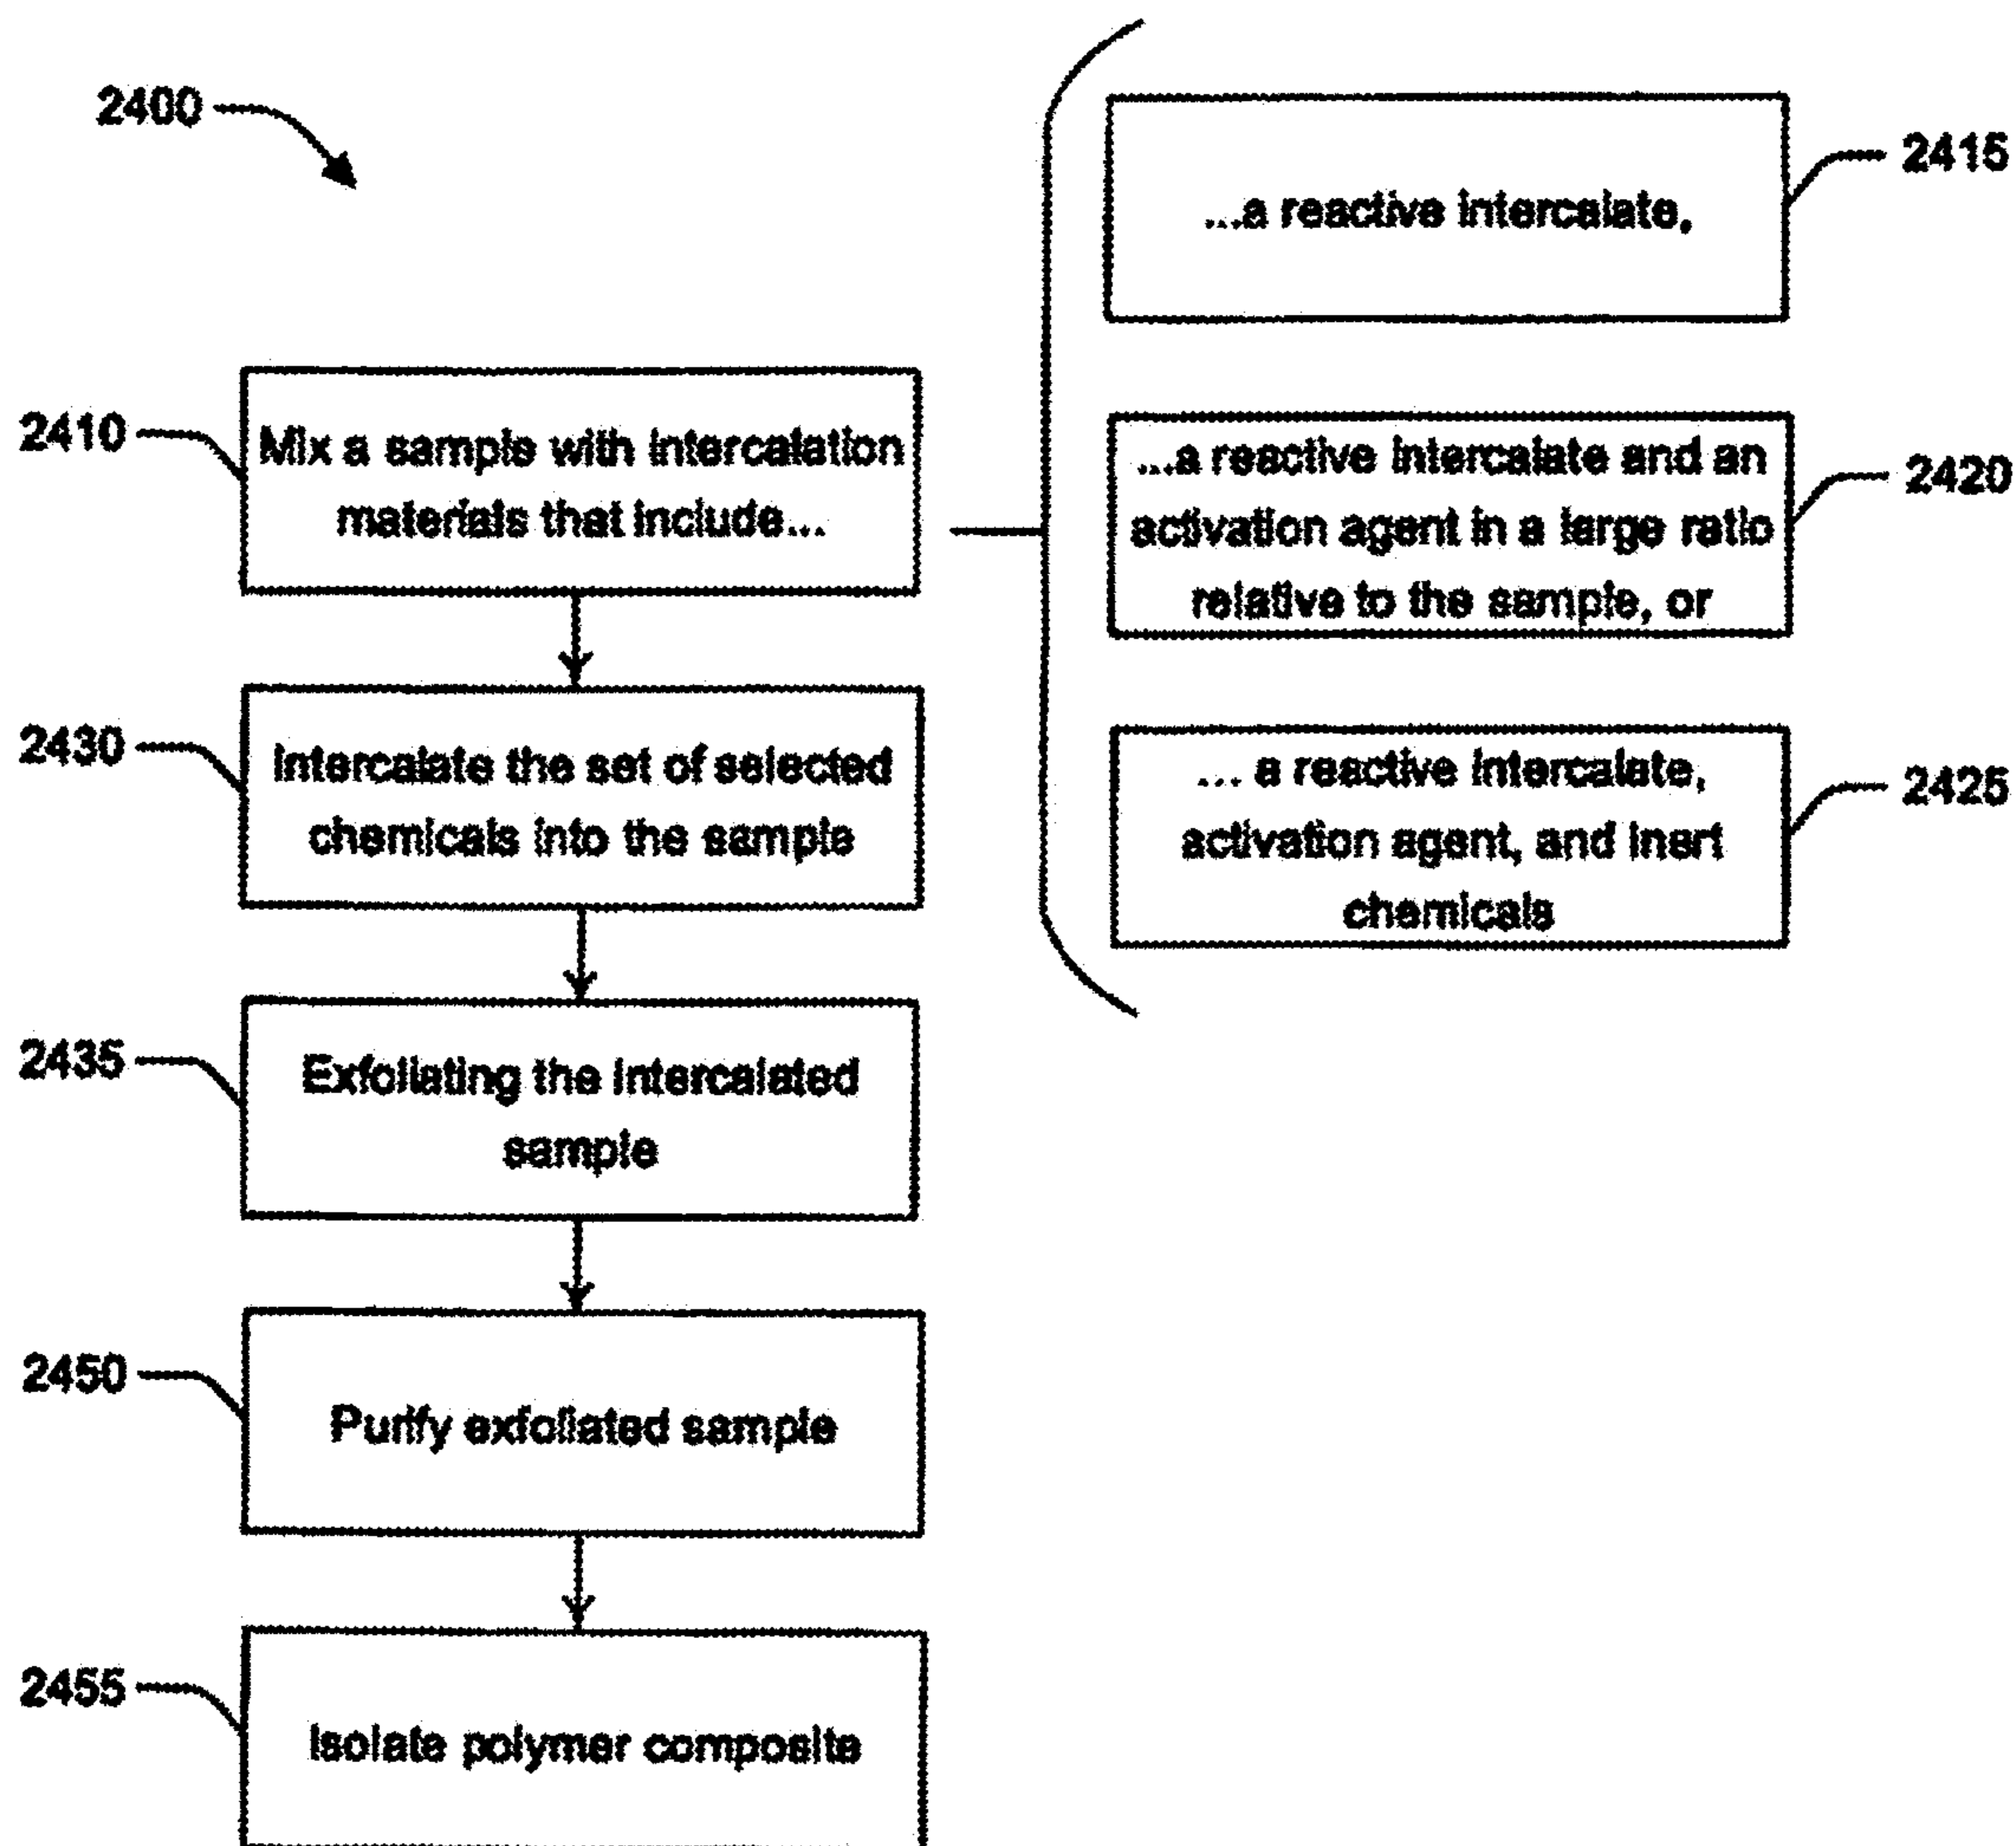 2400
2410
Mix a sample with intercalation
materials that include...
...a reactive intercalate,
2415
...a reactive intercalate and an
activation agent in a large ratio
relative to the sample, or
2420
... a reactive intercalate,
activation agent, and inert
chemicals
2425
2430
Intercalate the set of selected
chemicals into the sample
2435
Exfoliating the intercalated
sample
2450
Purify exfoliated sample
2455
Isolate polymer composite